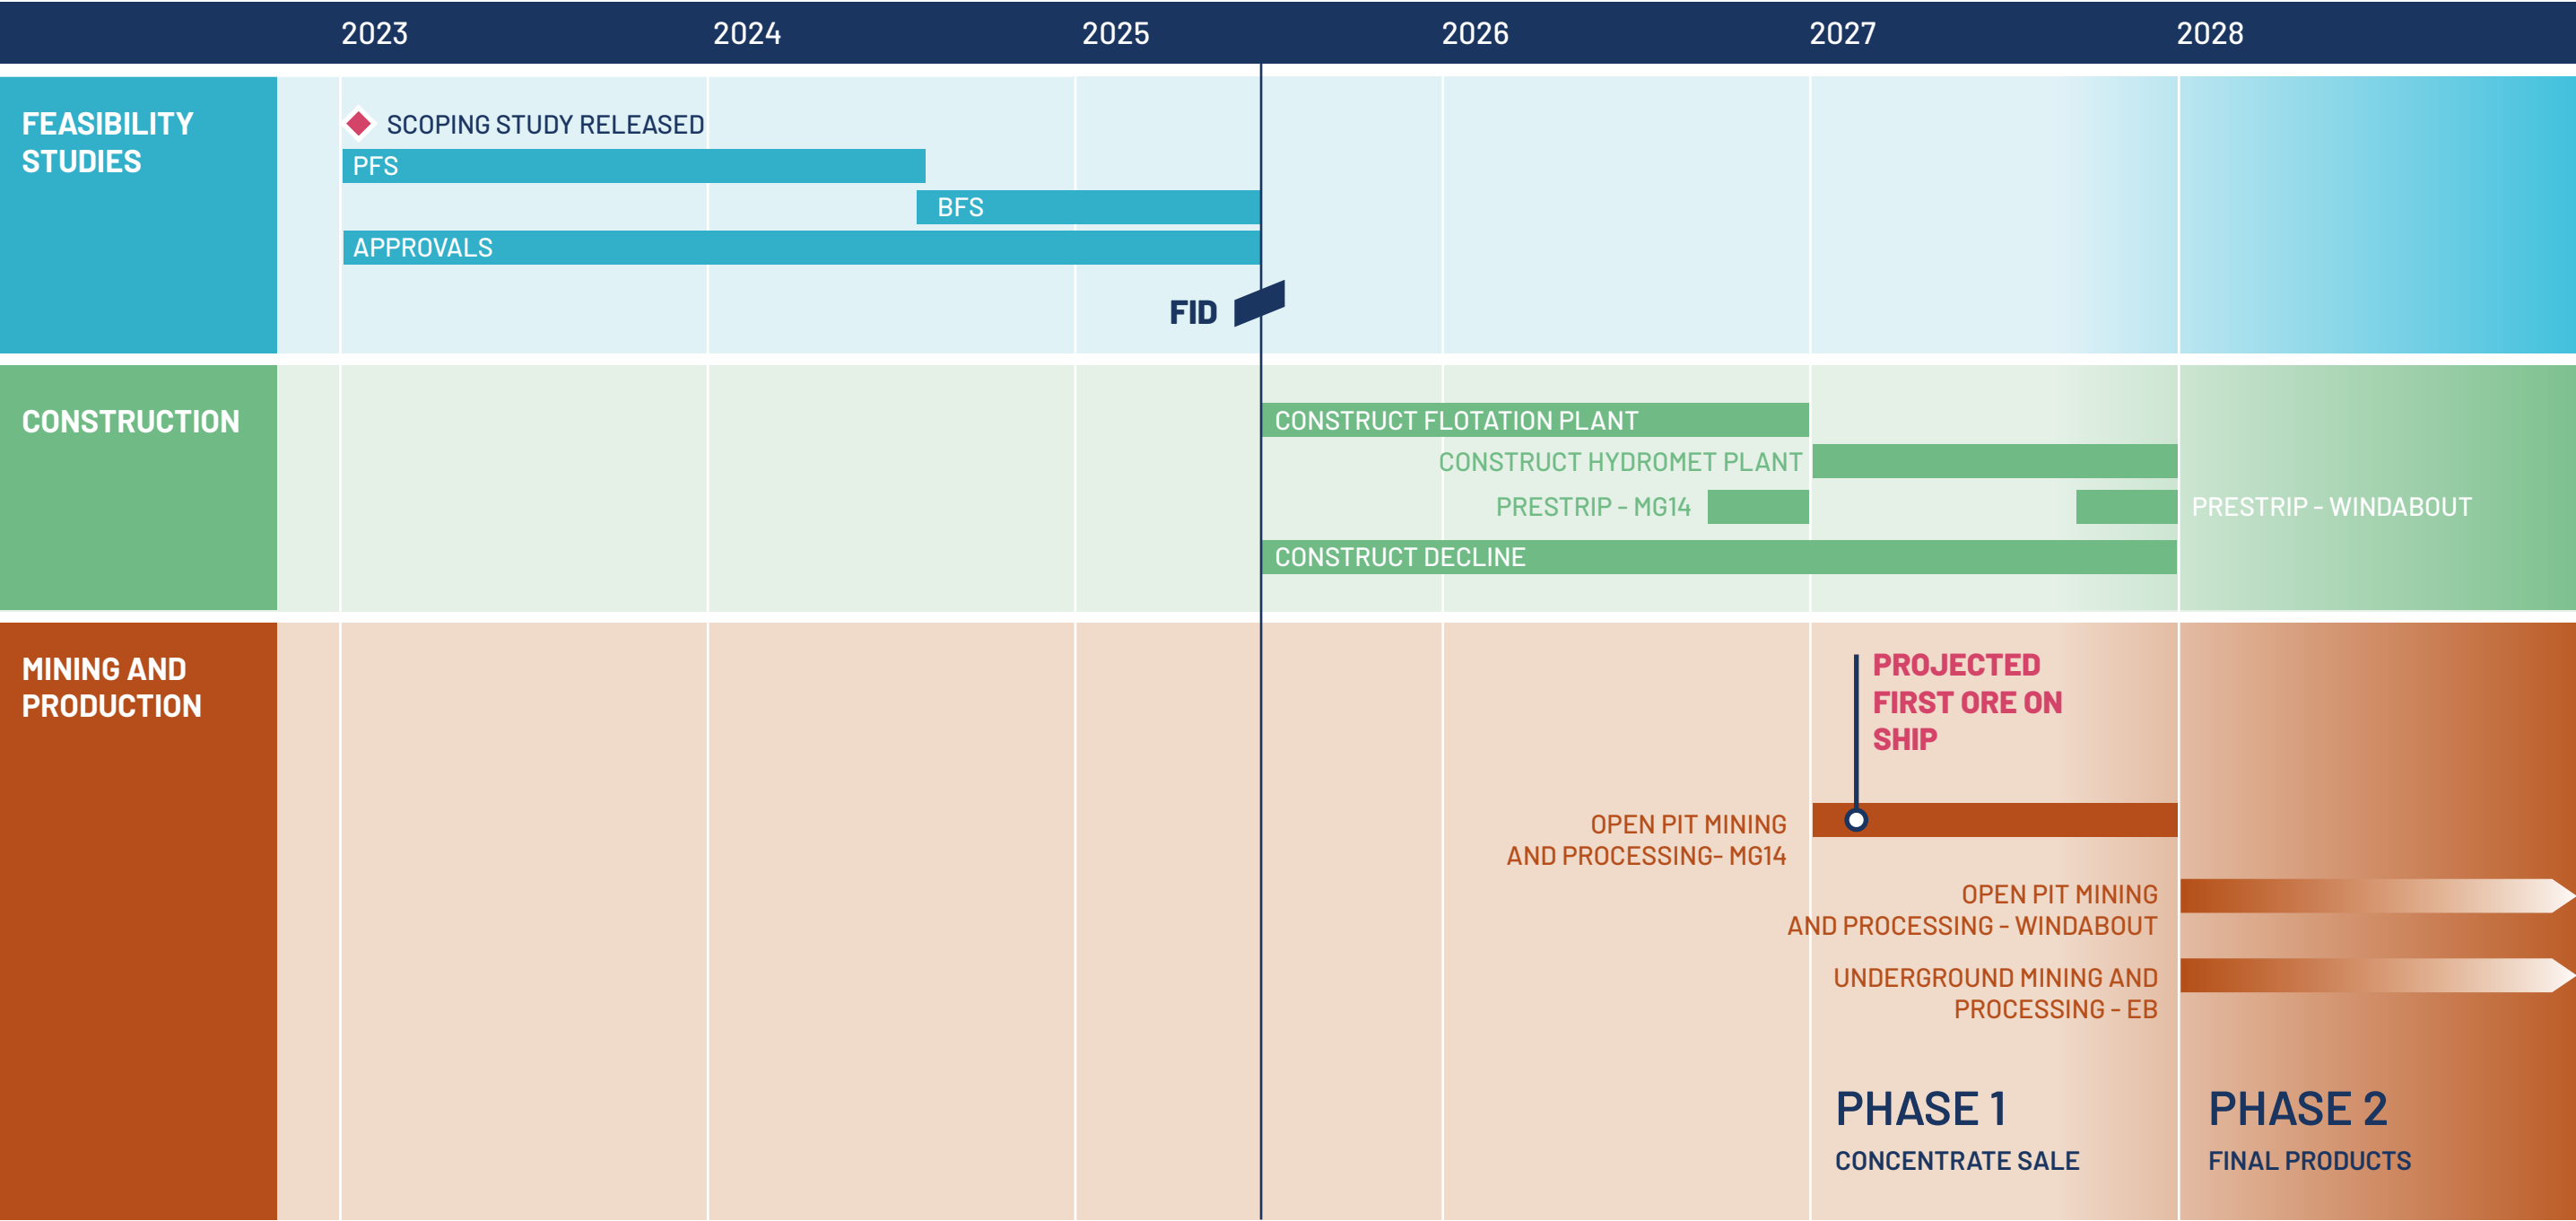 2023 2024 2025 2026 2027 2028
FEASIBILITY
STUDIES
SCOPING STUDY RELEASED
PFS
BFS
APPROVALS
FID
CONSTRUCTION
CONSTRUCT FLOTATION PLANT
CONSTRUCT HYDROMET PLANT
PRESTRIP - MG14
PRESTRIP - WINDABOUT
CONSTRUCT DECLINE
MINING AND
PRODUCTION
PROJECTED
FIRST ORE ON
SHIP
OPEN PIT MINING
AND PROCESSING- MG14
OPEN PIT MINING
AND PROCESSING - WINDABOUT
UNDERGROUND MINING AND
PROCESSING - EB
PHASE 1
CONCENTRATE SALE
PHASE 2
FINAL PRODUCTS